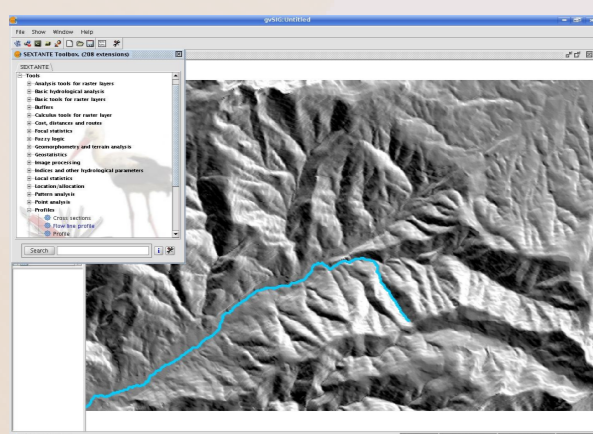 gvSIG: Untitled
File Show Window Help
SEXTANTE Toolbox. (208 extensions)
SEXTANTE
Tools
Analysis tools for raster layers
Basic hydrological analysis
Basic tools for raster layers
Buffers
Calculus tools for raster layer
Cost, distances and routes
Focal statistics
Fuzzy logic
Geomorphometry and terrain analysis
Geostatistics
Image processing
Indices and other hydrological parameters
Local statistics
Location/allocation
Pattern analysis
Point analysis
Profiles
Cross sections
Flow line profile
Profile
Search